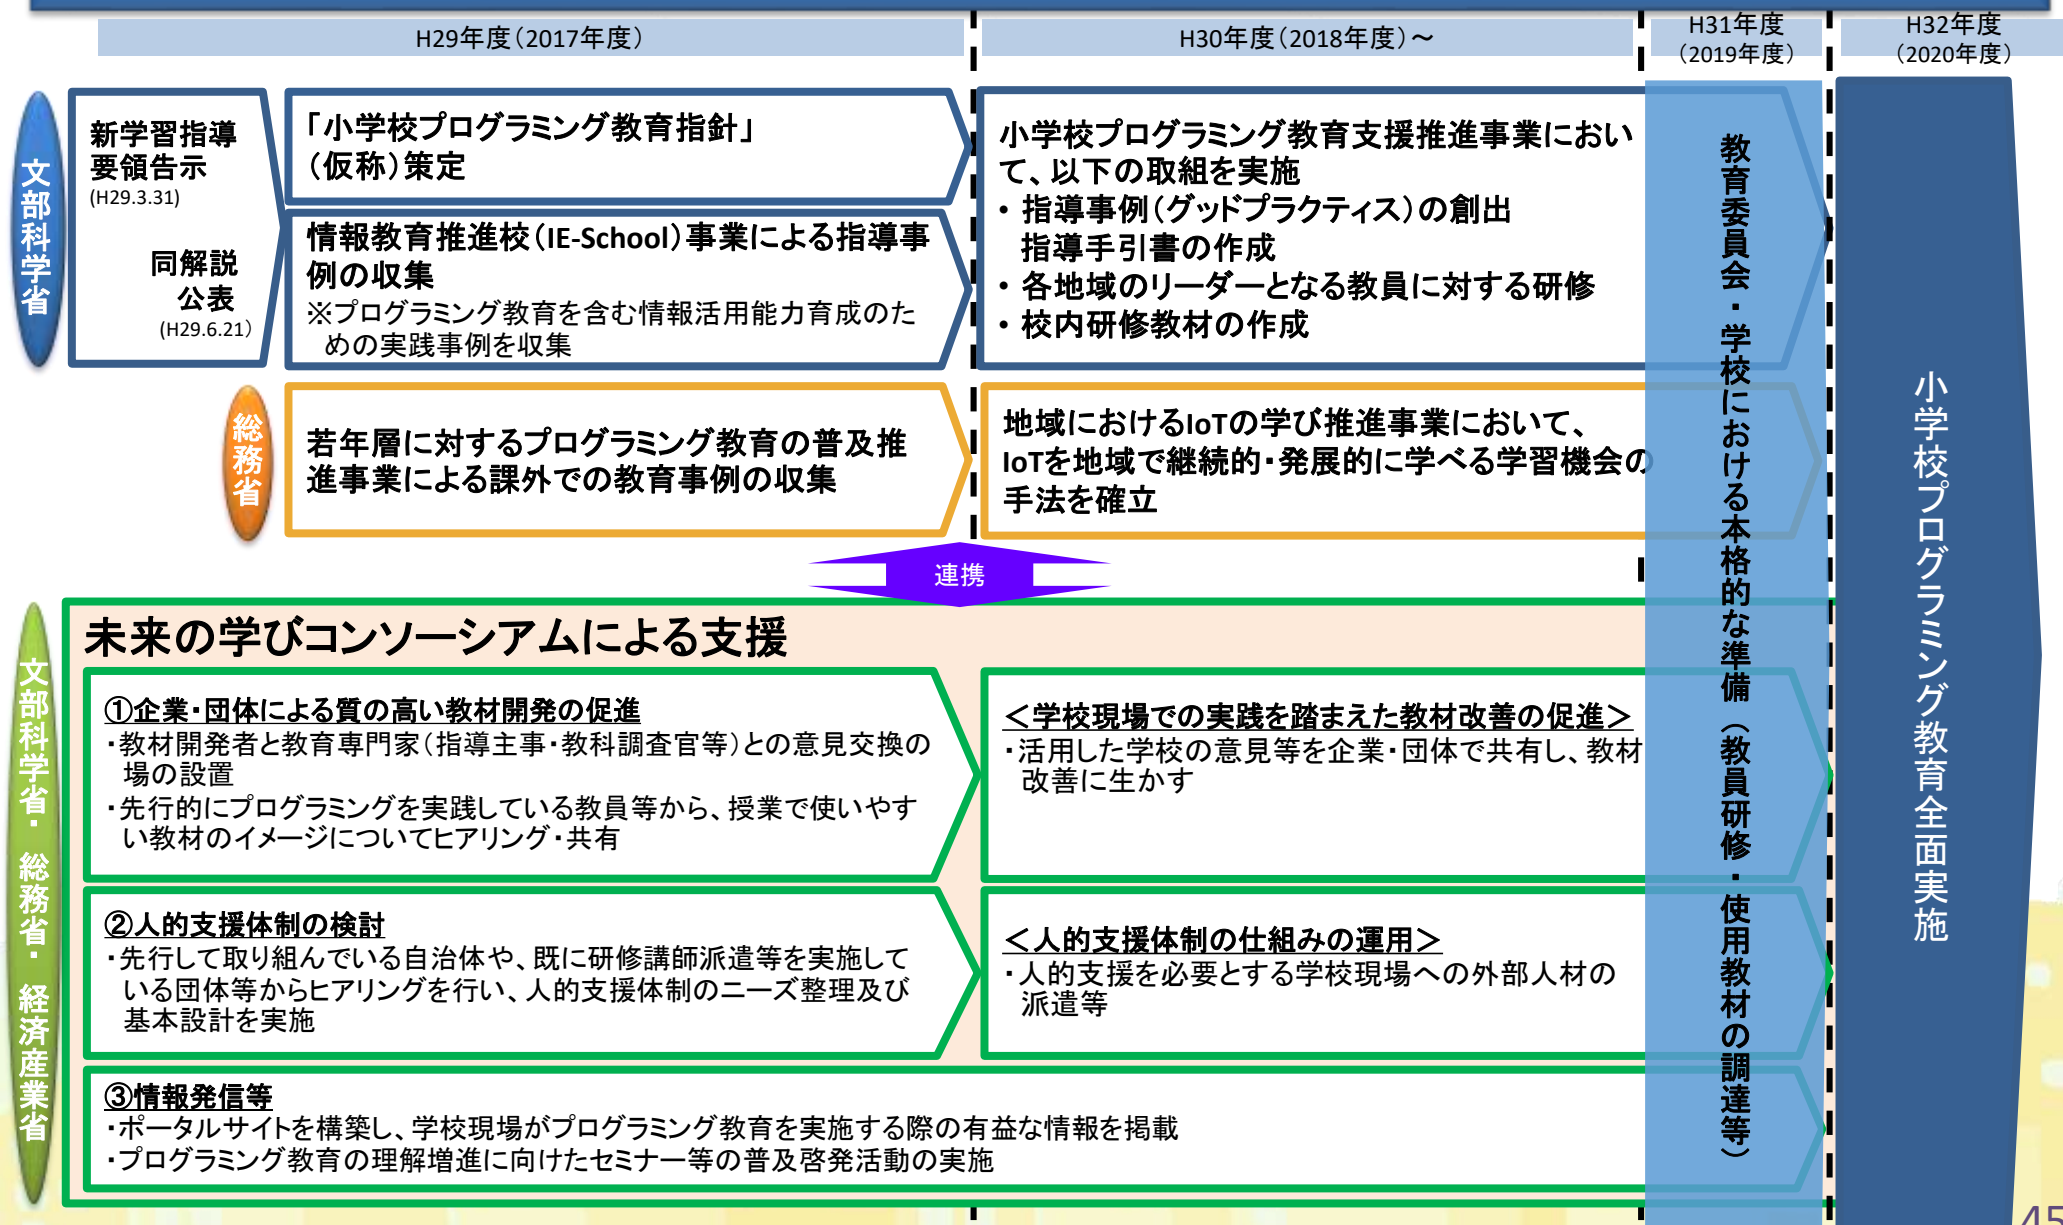 H29年度（2017年度）
H30年度（2018年度）～
H31年度
（2019年度）
H32年度
（2020年度）
文部科学省
新学習指導
要領告示
(H29.3.31)
同解説
公表
(H29.6.21)
「小学校プログラミング教育指針」
（仮称）策定
情報教育推進校（IE-School）事業による指導事
例の収集
※プログラミング教育を含む情報活用能力育成のた
めの実践事例を収集
小学校プログラミング教育支援推進事業におい
て、以下の取組を実施
・指導事例（グッドプラクティス）の創出
指導手引書の作成
・各地域のリーダーとなる教員に対する研修
・校内研修教材の作成
総務省
若年層に対するプログラミング教育の普及推
進事業による課外での教育事例の収集
地域におけるIoTの学び推進事業において、
IoTを地域で継続的・発展的に学べる学習機会の
手法を確立
連携
文部科学省・総務省・経済産業省
未来の学びコンソーシアムによる支援
①企業・団体による質の高い教材開発の促進
・教材開発者と教育専門家（指導主事・教科調査官等）との意見交換の
場の設置
・先行的にプログラミングを実践している教員等から、授業で使いやす
い教材のイメージについてヒアリング・共有
＜学校現場での実践を踏まえた教材改善の促進＞
・活用した学校の意見等を企業・団体で共有し、教材
改善に生かす
②人的支援体制の検討
・先行して取り組んでいる自治体や、既に研修講師派遣等を実施して
いる団体等からヒアリングを行い、人的支援体制のニーズ整理及び
基本設計を実施
＜人的支援体制の仕組みの運用＞
・人的支援を必要とする学校現場への外部人材の
派遣等
③情報発信等
・ポータルサイトを構築し、学校現場がプログラミング教育を実施する際の有益な情報を掲載
・プログラミング教育の理解増進に向けたセミナー等の普及啓発活動の実施
教育委員会・学校における本格的な準備（教員研修・使用教材の調達等）
小学校プログラミング教育全面実施
45